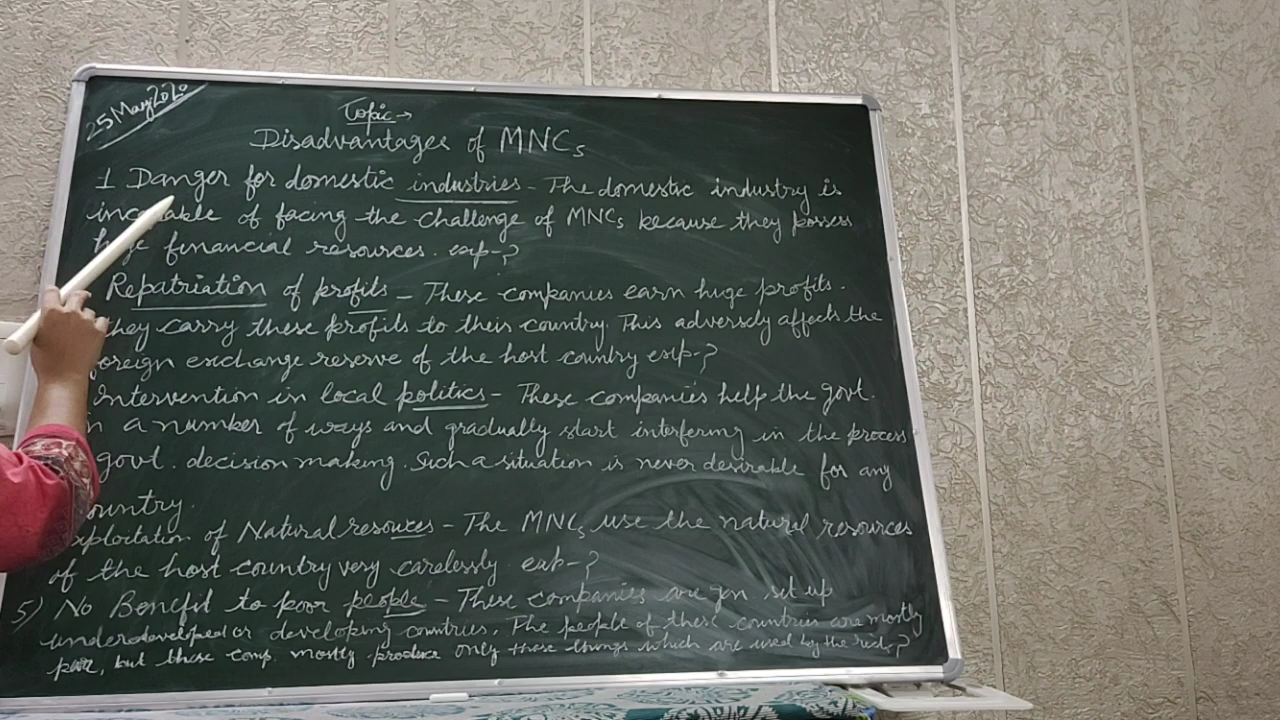 25 May 2020
Topic→
Disadvantages of MNCs
1 Danger for domestic industries - The domestic industry is
of facing the challenge of MNCs because they possess
financial resources. exp-?
Repatriation of profits - These companies earn huge profits.
they carry these profits to their country. This adversely affects the
foreign exchange reserve of the host country exp-?
Intervention in local politics - These companies help the govt.
a number of ways and gradually start interfering in the process
govt. decision making. Such a situation is never desirable for any
country.
Exploitation of Natural resources - The MNCs use the natural resources
of the host country very carelessly exp-?
5) No Benefit to poor people - These companies are gen set up
underdeveloped or developing countries. The people of these countries are mostly
poor, but these comp. mostly produce only those things which are used by the rich?